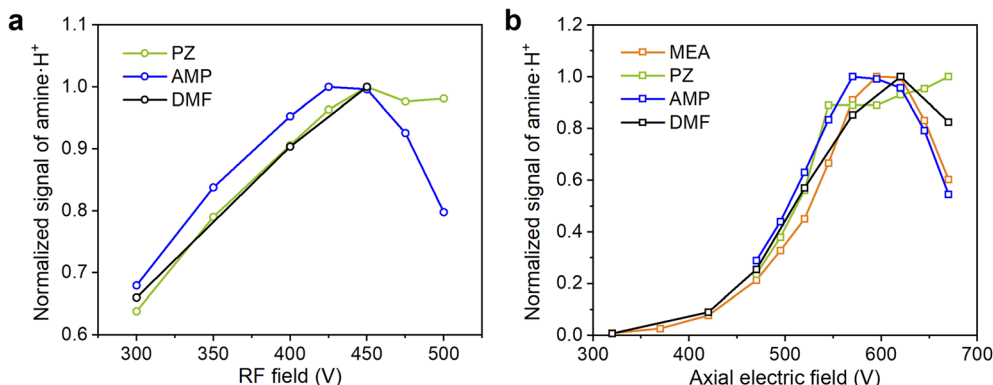 a
Normalized signal of amine·H⁺
1.1
1.0
0.9
0.8
0.7
0.6
PZ
AMP
DMF
300 350 400 450 500
RF field (V)
b
Normalized signal of amine·H⁺
1.2
1.0
0.8
0.6
0.4
0.2
0.0
MEA
PZ
AMP
DMF
300 400 500 600 700
Axial electric field (V)